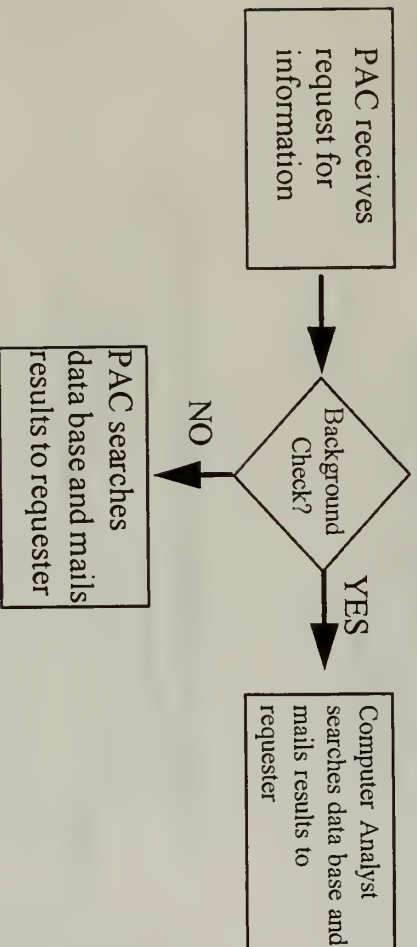 PAC receives
request for
information
Background
Check?
YES
Computer Analyst
searches data base and
mails results to
requester
NO
PAC searches
data base and mails
results to requester